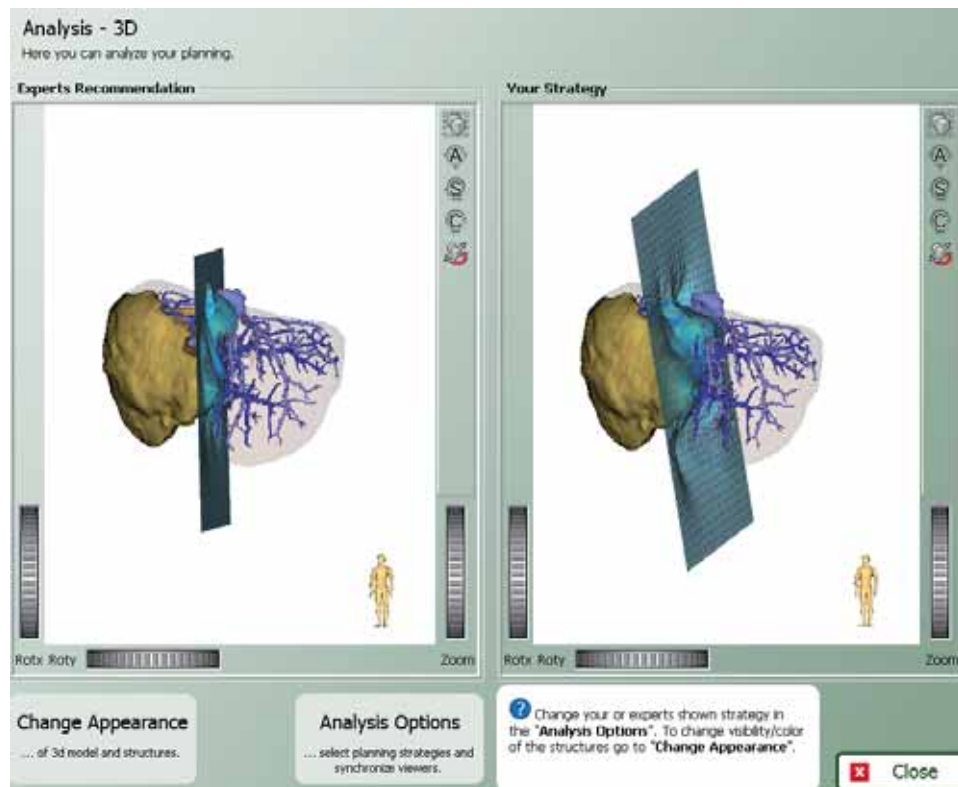 Analysis - 3D
Here you can analyze your planning.
Experts Recommendation
Your Strategy
A
S
C
A
S
C
Rotx Roty
Zoom
Rotx Roty
Zoom
Change Appearance
.... of 3d model and structures.
Analysis Options
.... select planning strategies and
synchronize viewers.
? Change your or experts shown strategy in
the "Analysis Options". To change visibility/color
of the structures go to "Change Appearance".
x Close